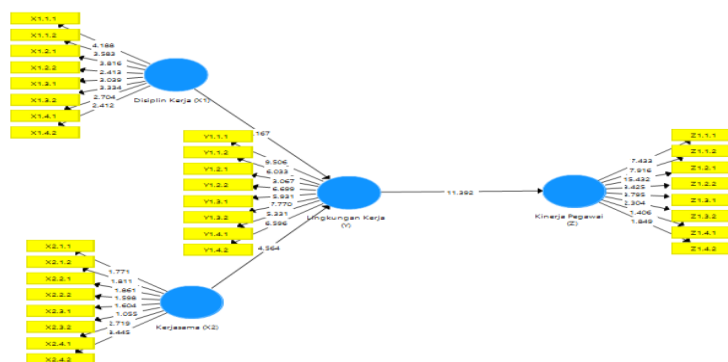 X1.1.1
X1.1.2
X1.2.1
X1.2.2
X1.3.1
X1.3.2
X1.4.1
X1.4.2
4.188
3.583
3.816
2.413
3.039
3.334
2.704
2.412
Disiplin Kerja (X1)
.167
Y1.1.1
Y1.1.2
Y1.2.1
Y1.2.2
Y1.3.1
Y1.3.2
Y1.4.1
Y1.4.2
9.506
6.033
3.067
6.699
5.931
7.770
5.331
6.596
Lingkungan Kerja
(Y)
11.392
4.564
Z1.1.1
Z1.1.2
Z1.2.1
Z1.2.2
Z1.3.1
Z1.3.2
Z1.4.1
Z1.4.2
7.433
7.916
15.432
3.425
3.795
2.304
1.406
1.849
Kinerja Pegawai
(Z)
X2.1.1
X2.1.2
X2.2.1
X2.2.2
X2.3.1
X2.3.2
X2.4.1
X2.4.2
1.771
1.811
1.861
1.598
1.604
1.055
2.719
3.445
Kerjasama (X2)